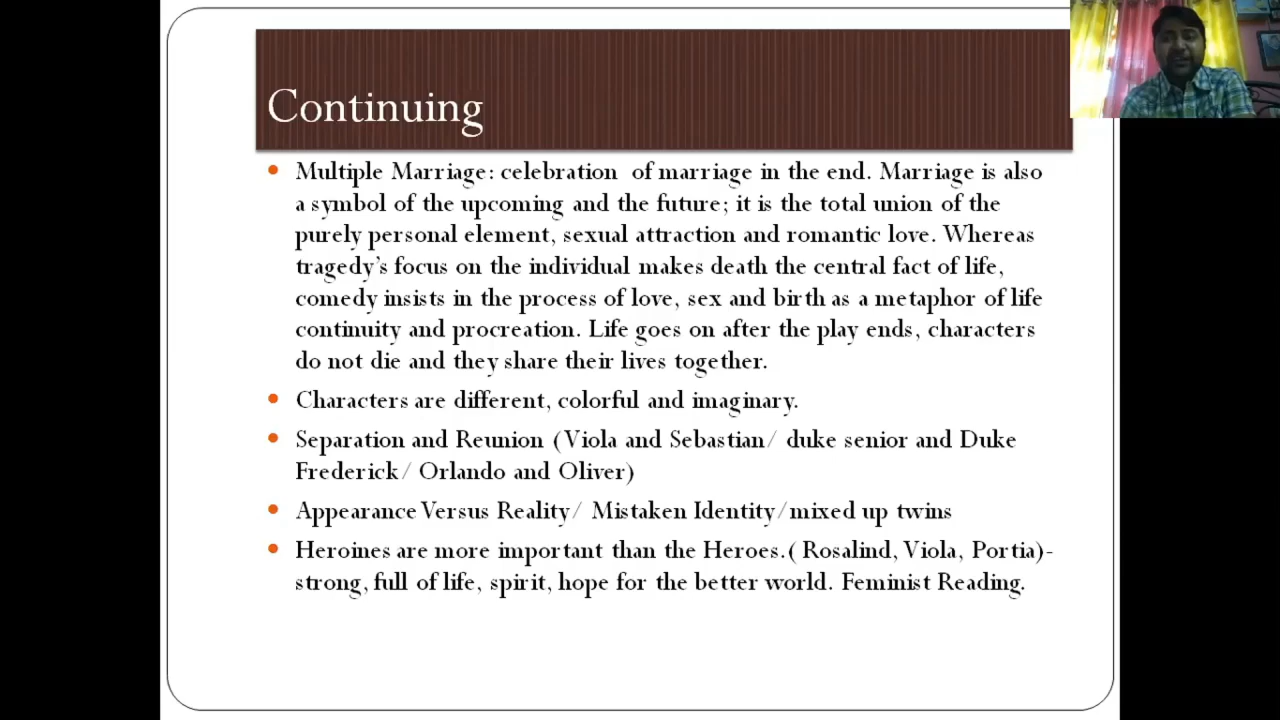 Continuing
• Multiple Marriage: celebration of marriage in the end. Marriage is also
a symbol of the upcoming and the future; it is the total union of the
purely personal element, sexual attraction and romantic love. Whereas
tragedy's focus on the individual makes death the central fact of life,
comedy insists in the process of love, sex and birth as a metaphor of life
continuity and procreation. Life goes on after the play ends, characters
do not die and they share their lives together.
• Characters are different, colorful and imaginary.
• Separation and Reunion (Viola and Sebastian/ duke senior and Duke
Frederick/ Orlando and Oliver)
• Appearance Versus Reality/ Mistaken Identity/mixed up twins
• Heroines are more important than the Heroes.( Rosalind, Viola, Portia)-
strong, full of life, spirit, hope for the better world. Feminist Reading.